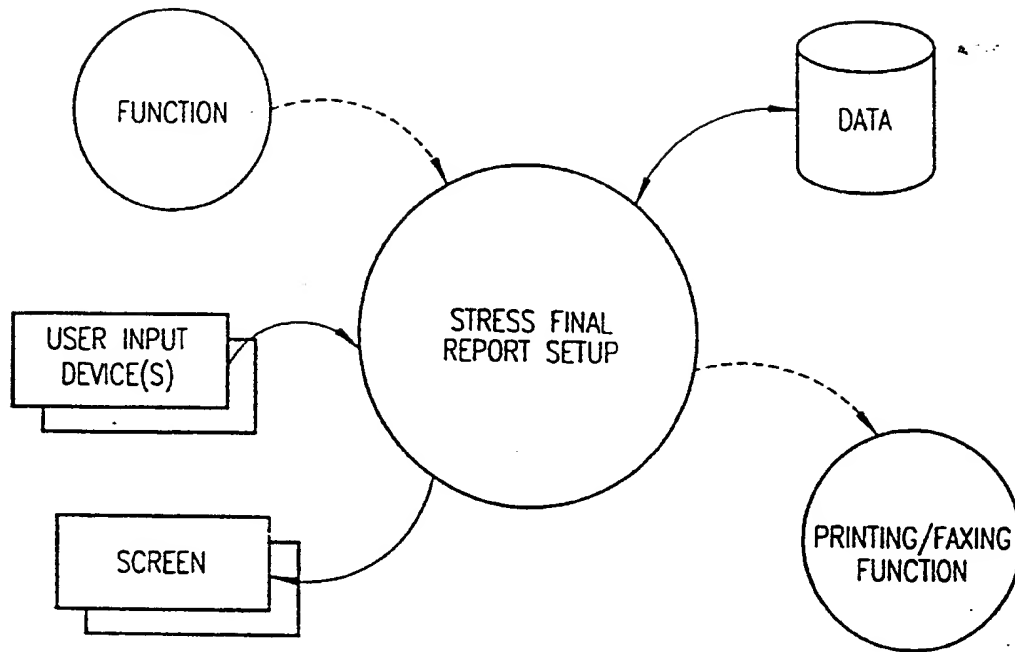 FUNCTION
DATA
USER INPUT
DEVICE(S)
STRESS FINAL
REPORT SETUP
SCREEN
PRINTING/FAXING
FUNCTION